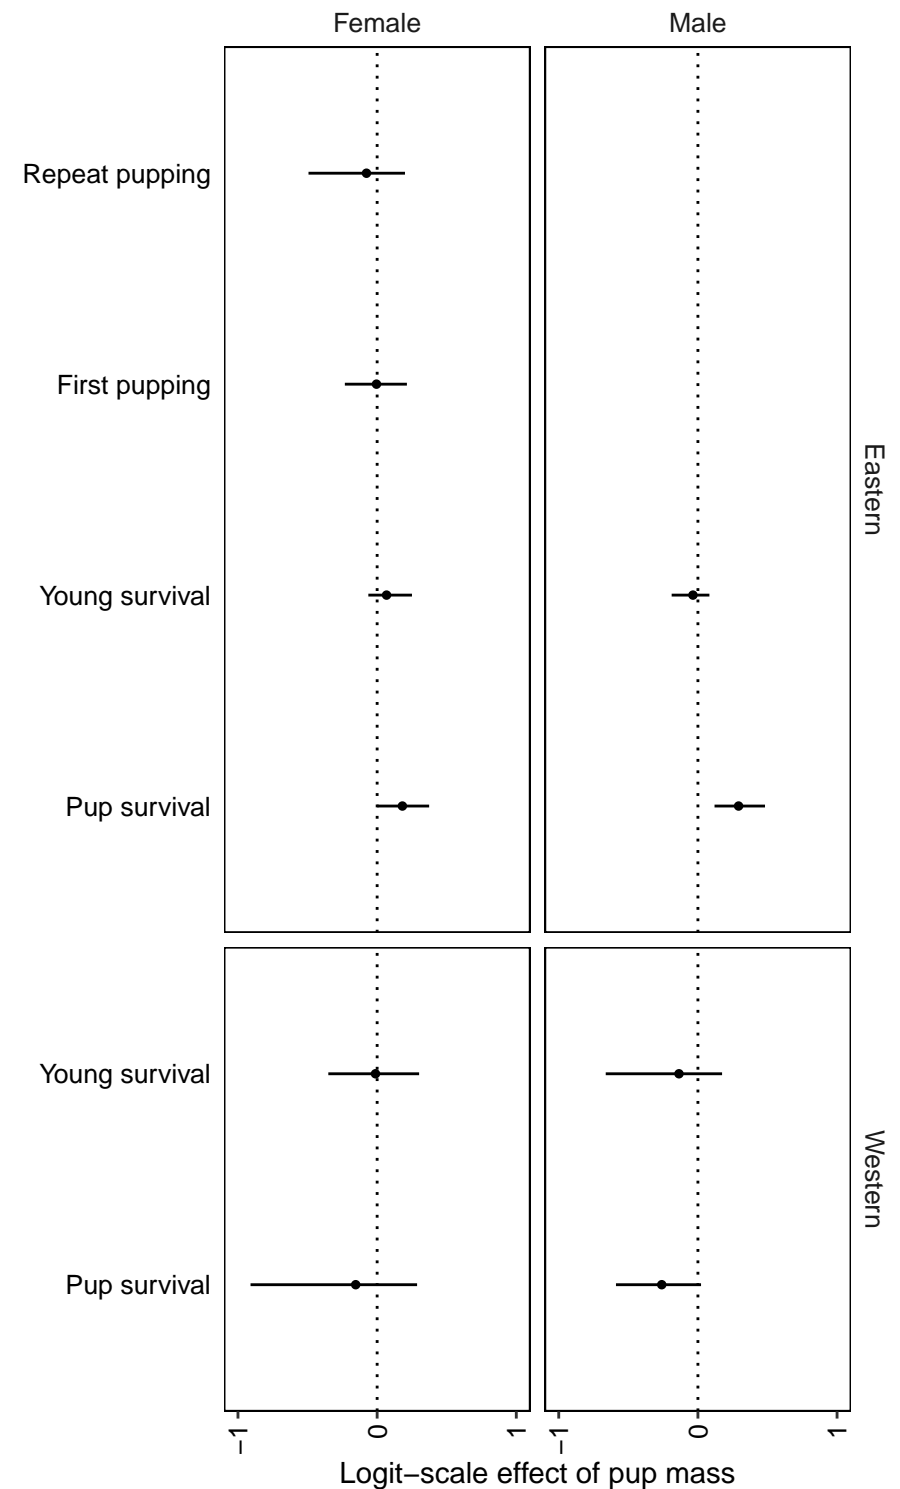 Female
Male
Repeat pupping
First pupping
Young survival
Pup survival
Eastern
Young survival
Pup survival
Western
−1
0
1
−1
0
1
Logit−scale effect of pup mass